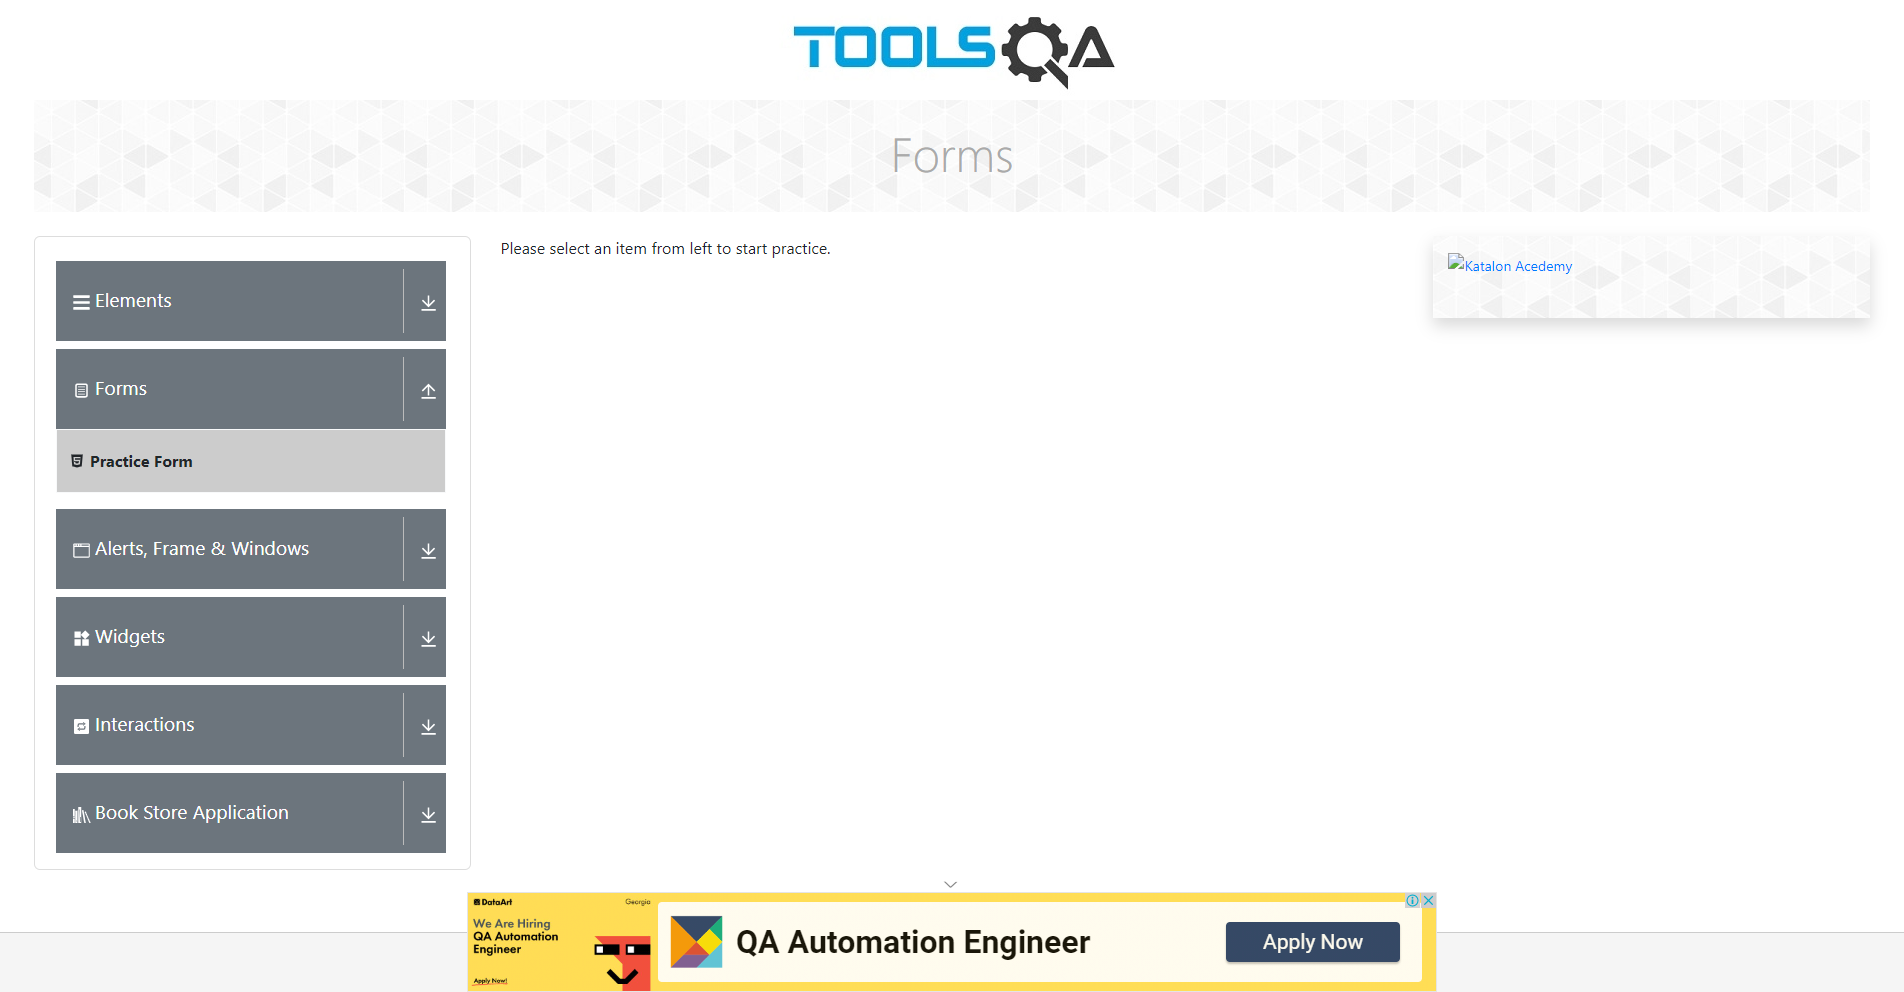 TOOLSQA
Forms
Elements
Forms
Practice Form
Alerts, Frame & Windows
Widgets
Interactions
Book Store Application
Please select an item from left to start practice.
Katalon Acedemy
DataArt
Georgia
We Are Hiring
QA Automation
Engineer
Apply Now!
QA Automation Engineer
Apply Now